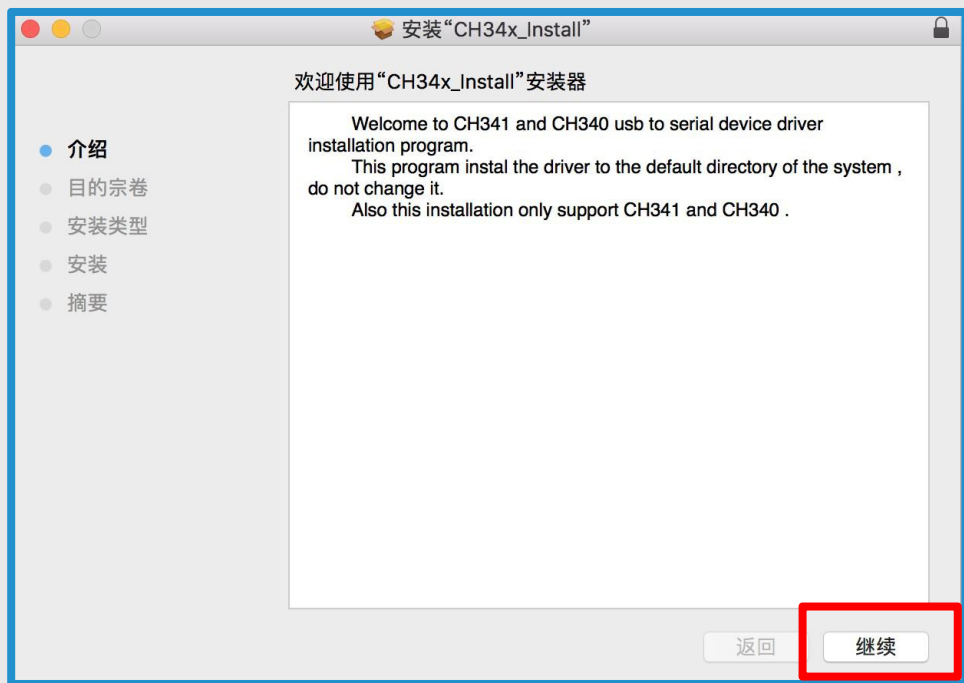 安装“CH34x_Install”
欢迎使用“CH34x_Install”安装器
介绍
目的宗卷
安装类型
安装
摘要
Welcome to CH341 and CH340 usb to serial device driver
installation program.
This program instal the driver to the default directory of the system ,
do not change it.
Also this installation only support CH341 and CH340 .
返回
继续